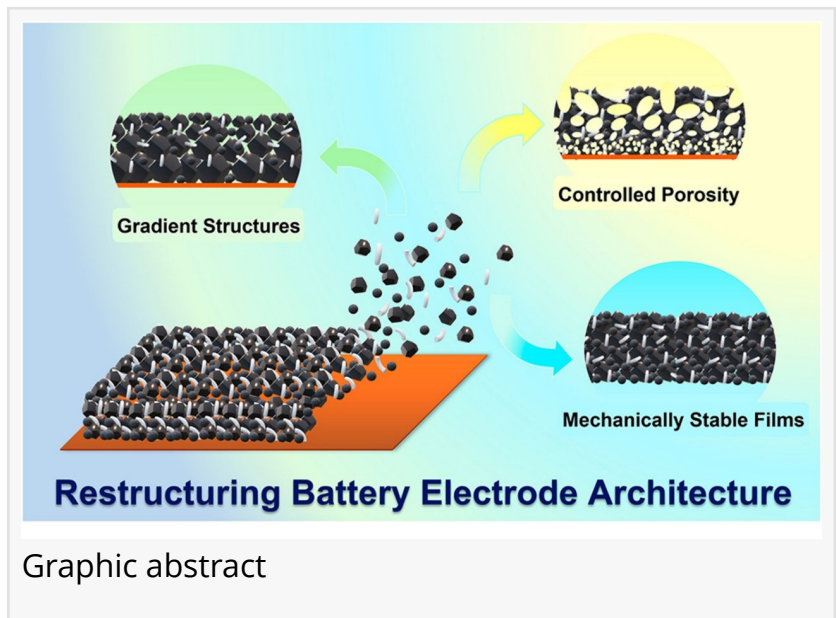 Gradient Structures
Controlled Porosity
Mechanically Stable Films
Restructuring Battery Electrode Architecture
Graphic abstract